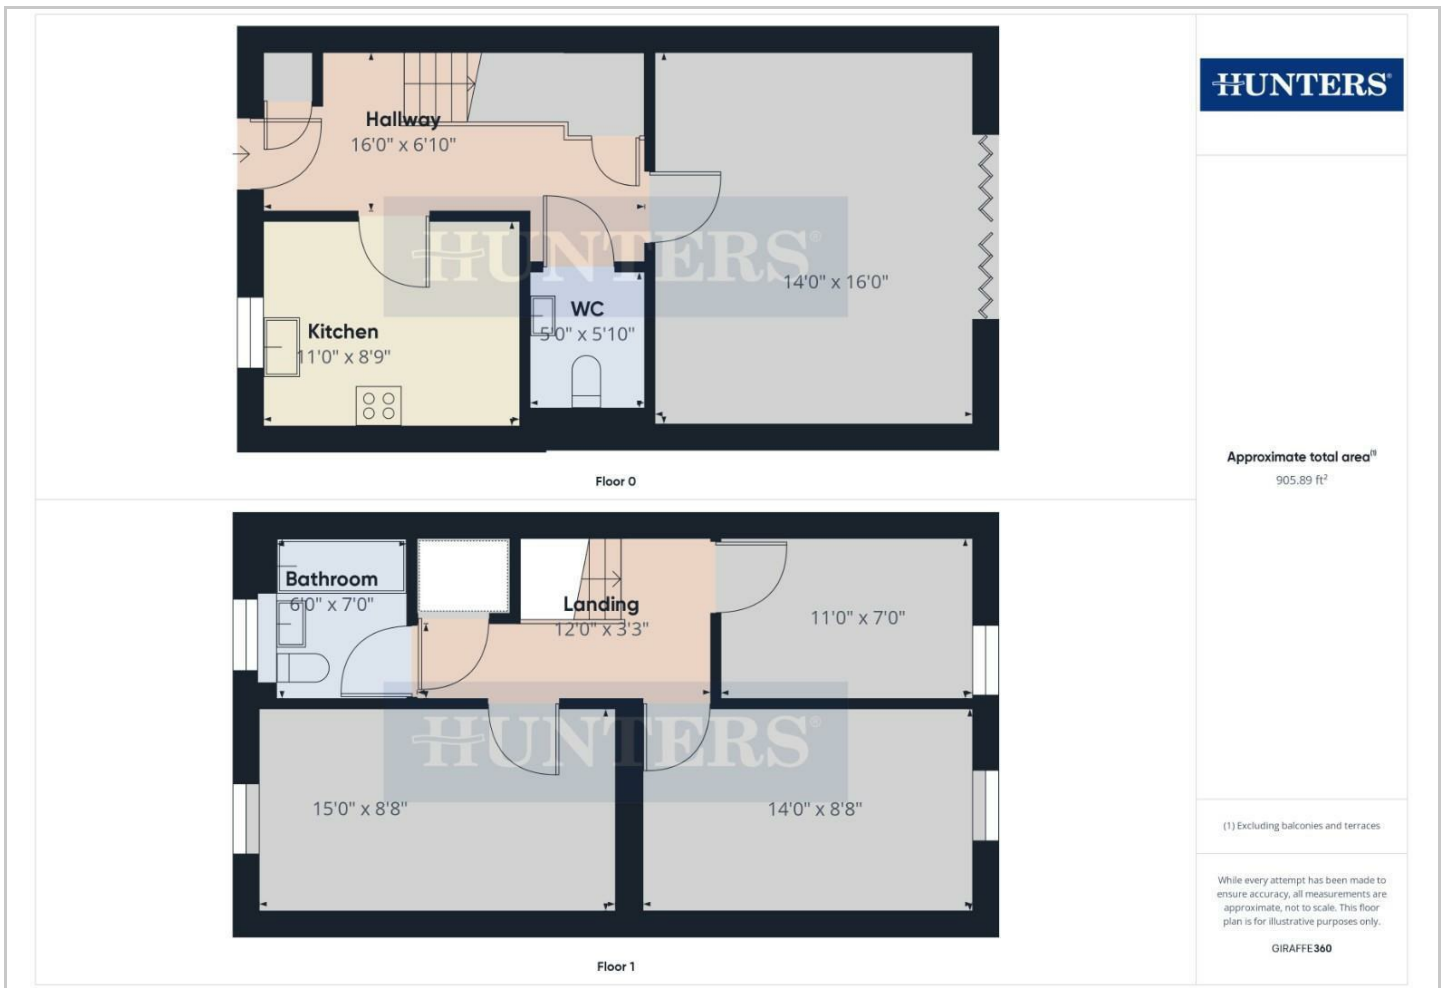 Hallway
16'0" x 6'10"
14'0" x 16'0"
HUNTERS®
WC
5'0" x 5'10"
Kitchen
11'0" x 8'9"
Floor 0
Bathroom
6'0" x 7'0"
Landing
12'0" x 3'3"
11'0" x 7'0"
HUNTERS®
15'0" x 8'8"
14'0" x 8'8"
Floor 1
HUNTERS®
Approximate total area(1)
905.89 ft²
(1) Excluding balconies and terraces
While every attempt has been made to
ensure accuracy, all measurements are
approximate, not to scale. This floor
plan is for illustrative purposes only.
GIRAFFE360